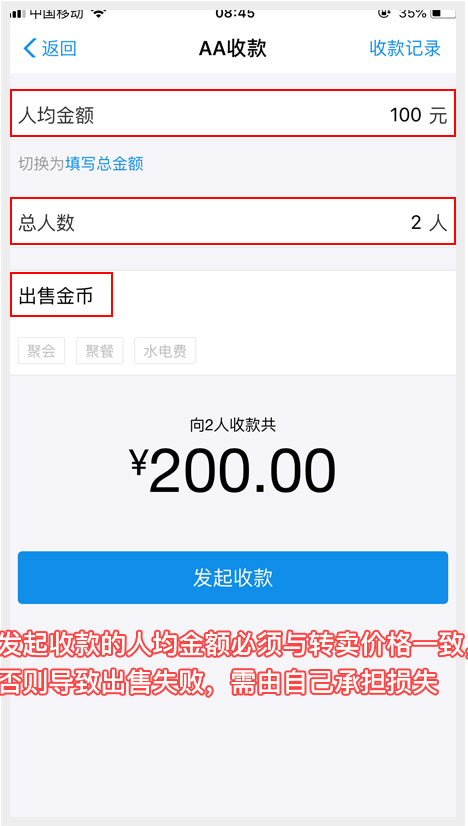 中国移动 08:45 35%
返回 AA收款 收款记录
人均金额 100 元
切换为填写总金额
总人数 2 人
出售金币
聚会 聚餐 水电费
向2人收款共
¥200.00
发起收款
发起收款的人均金额必须与转卖价格一致，
否则导致出售失败，需由自己承担损失